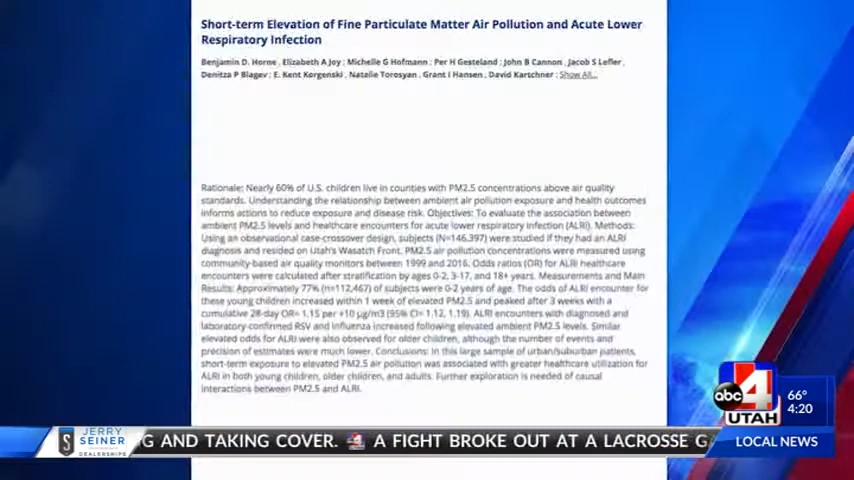 Short-term Elevation of Fine Particulate Matter Air Pollution and Acute Lower
Respiratory Infection
Benjamin D. Horne , Elizabeth A Joy ; Michelle G Hofmann ; Per H Gesteland ; John B Cannon , Jacob S Lefler ,
Denitza P Blagev ; E. Kent Korgenski , Natalie Torosyan , Grant I Hansen , David Kartchner ; Show All...
Rationale: Nearly 60% of U.S. children live in counties with PM2.5 concentrations above air quality
standards. Understanding the relationship between ambient air pollution exposure and health outcomes
informs actions to reduce exposure and disease risk. Objectives: To evaluate the association between
ambient PM2.5 levels and healthcare encounters for acute lower respiratory infection (ALRI). Methods:
Using an observational case-crossover design, subjects (N=146,397) were studied if they had an ALRI
diagnosis and resided on Utah's Wasatch Front. PM2.5 air pollution concentrations were measured using
community-based air quality monitors between 1999 and 2016. Odds ratios (OR) for ALRI healthcare
encounters were calculated after stratification by ages 0-2, 3-17, and 18+ years. Measurements and Main
Results: Approximately 77% (n=112,467) of subjects were 0-2 years of age. The odds of ALRI encounter for
these young children increased within 1 week of elevated PM2.5 and peaked after 3 weeks with a
cumulative 28-day OR= 1.15 per +10 µg/m3 (95% CI= 1.12, 1.19). ALRI encounters with diagnosed and
laboratory-confirmed RSV and influenza increased following elevated ambient PM2.5 levels. Similar
elevated odds for ALRI were also observed for older children, although the number of events and
precision of estimates were much lower. Conclusions: In this large sample of urban/suburban patients,
short-term exposure to elevated PM2.5 air pollution was associated with greater healthcare utilization for
ALRI in both young children, older children, and adults. Further exploration is needed of causal
interactions between PM2.5 and ALRI.
abc 4
UTAH
66°
4:20
LOCAL NEWS
S JERRY
SEINER
DEALERSHIPS
G AND TAKING COVER. 4 A FIGHT BROKE OUT AT A LACROSSE G